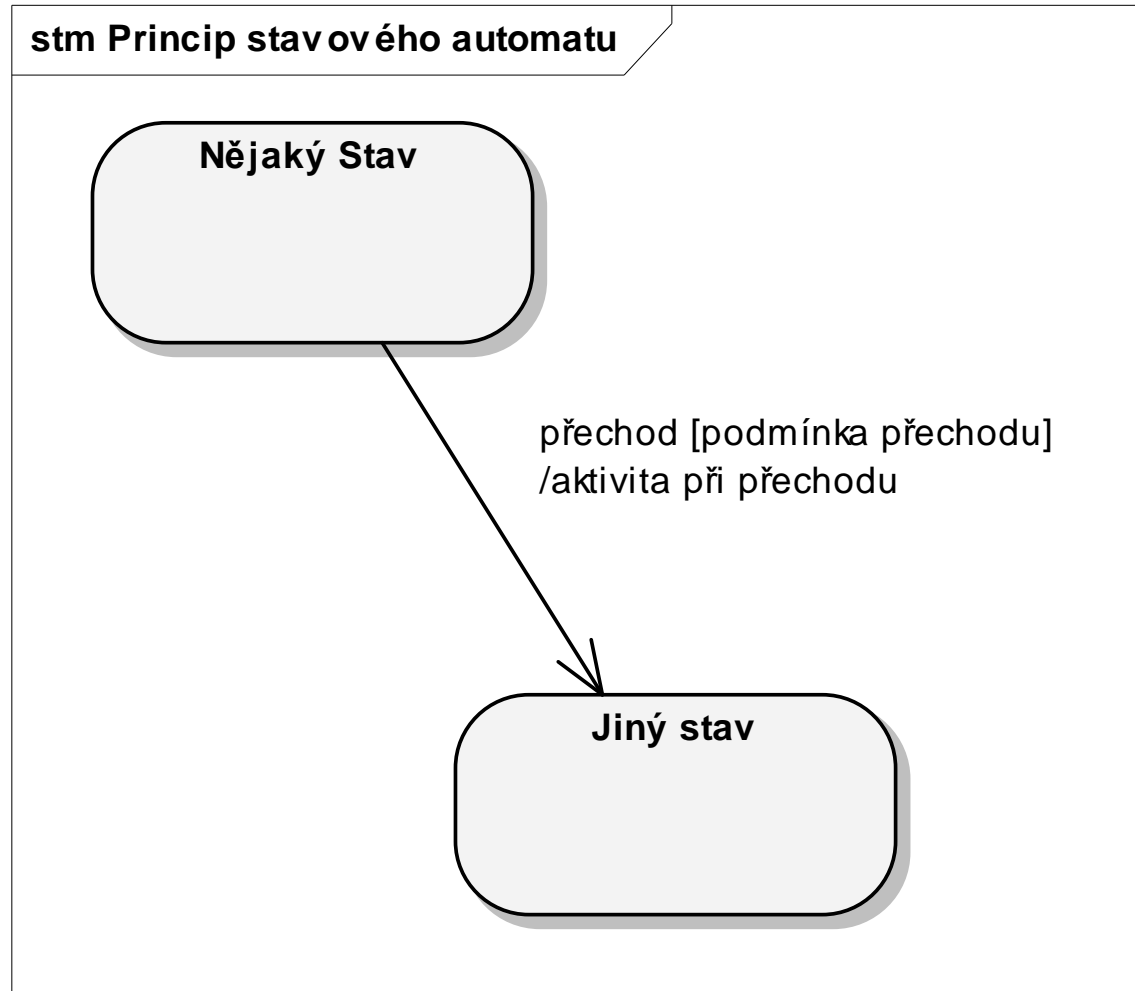 stm Princip stavového automatu
Nějaký Stav
přechod [podmínka přechodu]
/aktivita při přechodu
Jiný stav